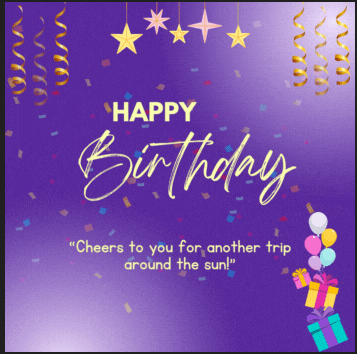 HAPPY
Birthday
“Cheers to you for another trip
around the sun!”